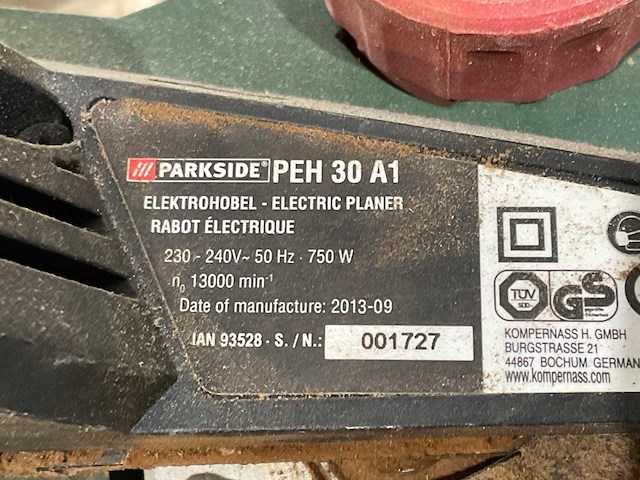 PARKSIDE® PEH 30 A1
ELEKTROHOBEL - ELECTRIC PLANER
RABOT ÉLECTRIQUE
230 - 240V~ 50 Hz · 750 W
n₀ 13000 min⁻¹
Date of manufacture: 2013-09
IAN 93528 · S. / N.: 001727
TÜV
SÜD
GS
KOMPERNASS H. GMBH
BURGSTRASSE 21
44867 BOCHUM GERMAN
www.kompernass.com